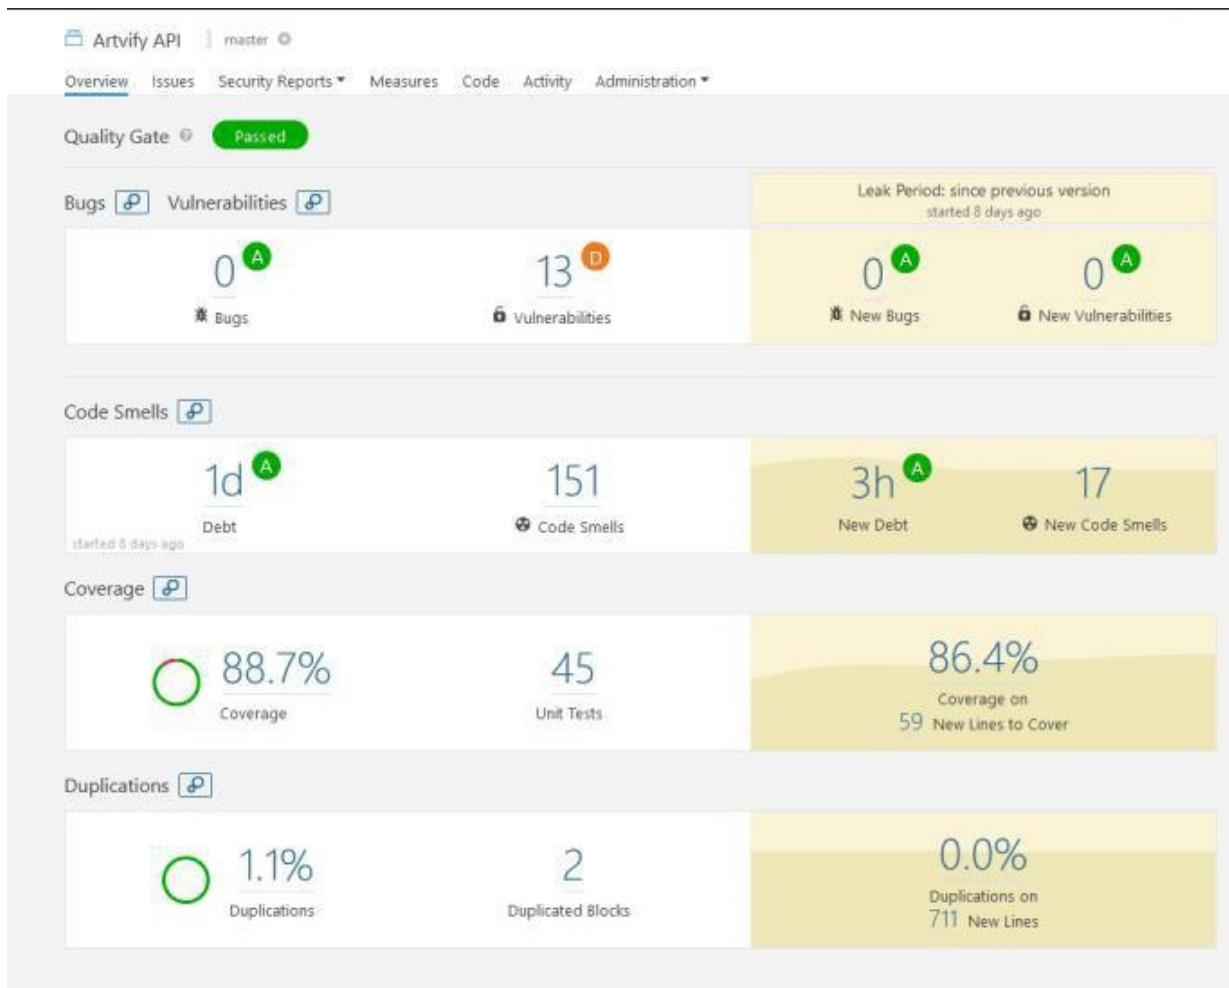 Artvify API master
Overview Issues Security Reports Measures Code Activity Administration
Quality Gate Passed
Bugs Vulnerabilities
Leak Period: since previous version
started 8 days ago
0 A 13 D 0 A 0 A
Bugs Vulnerabilities New Bugs New Vulnerabilities
Code Smells
1d A 151 3h A 17
Debt Code Smells New Debt New Code Smells
started 8 days ago
Coverage
88.7% 45 86.4%
Coverage Unit Tests Coverage on
59 New Lines to Cover
Duplications
1.1% 2 0.0%
Duplications Duplicated Blocks Duplications on
711 New Lines